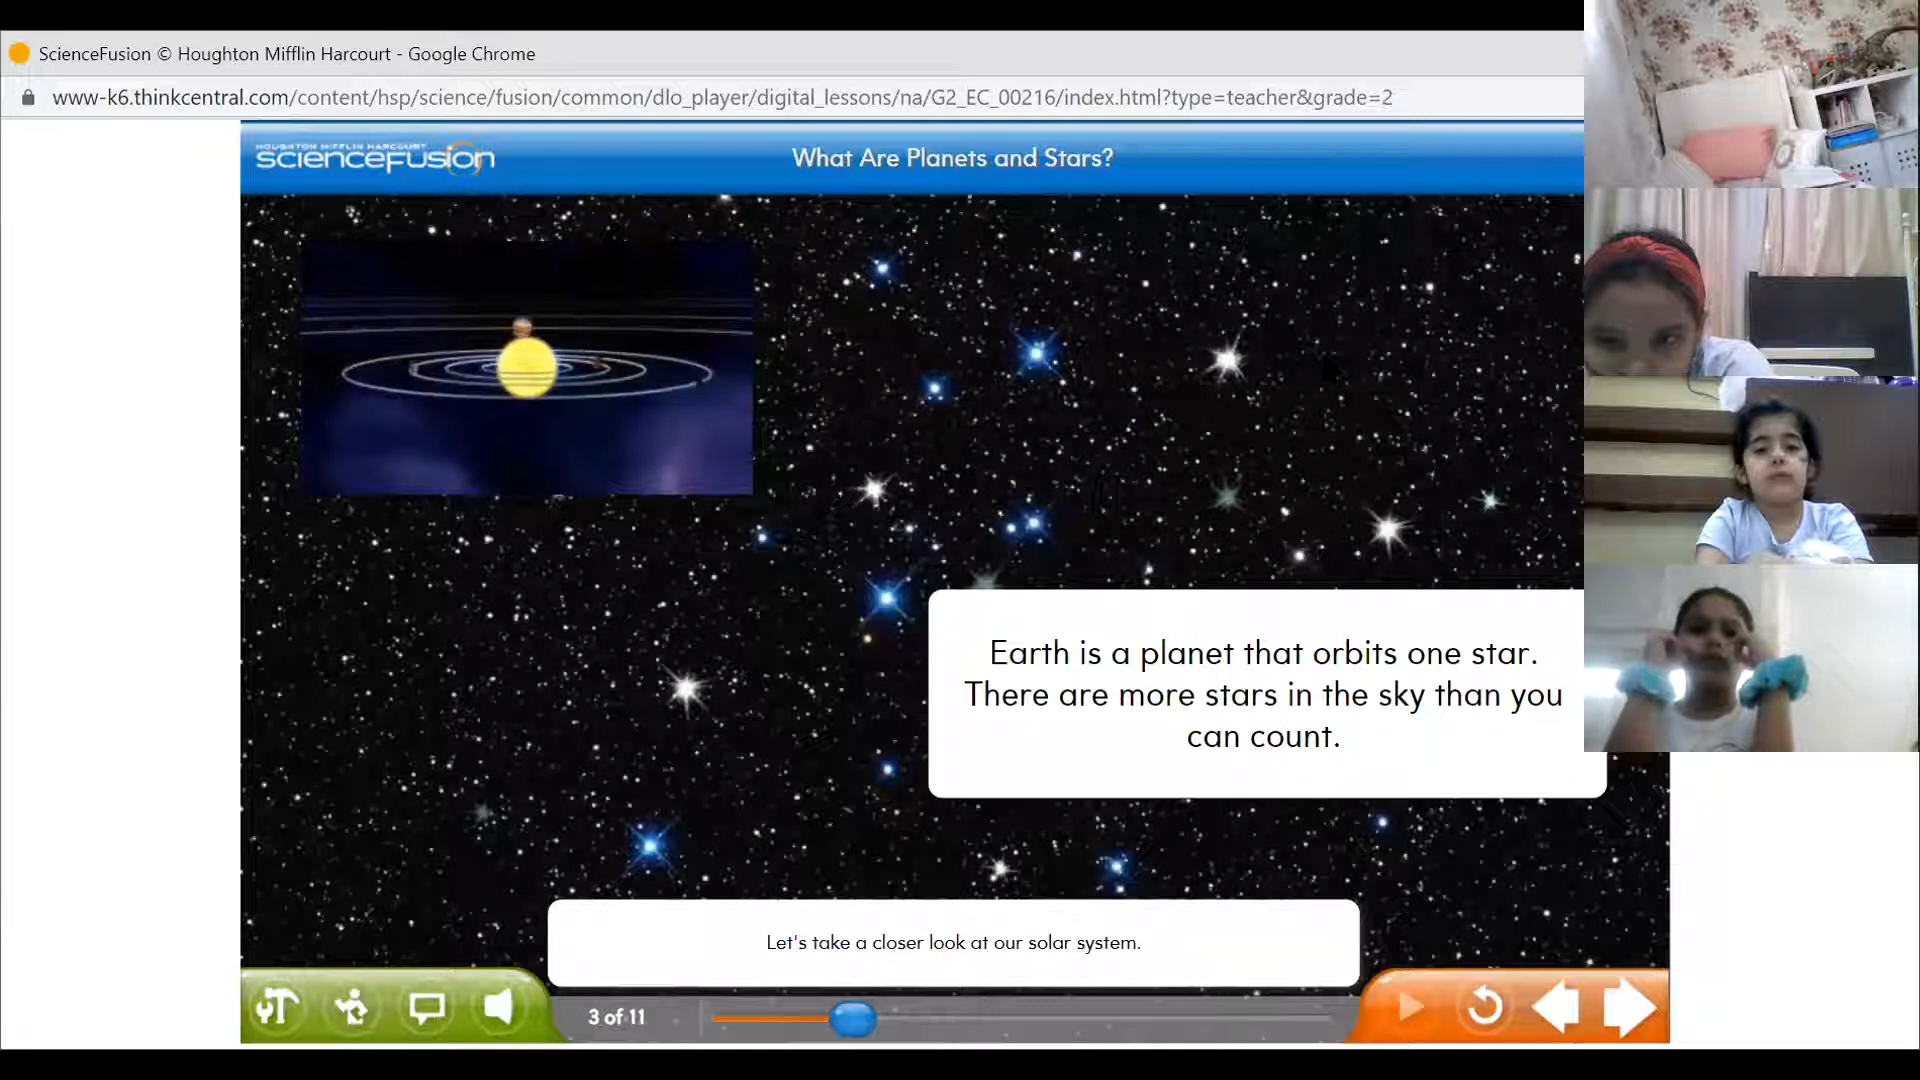 ScienceFusion © Houghton Mifflin Harcourt - Google Chrome
www-k6.thinkcentral.com/content/hsp/science/fusion/common/dlo_player/digital_lessons/na/G2_EC_00216/index.html?type=teacher&grade=2
HOUGHTON MIFFLIN HARCOURT
SCIENCEFUSION
What Are Planets and Stars?
Earth is a planet that orbits one star.
There are more stars in the sky than you
can count.
Let's take a closer look at our solar system.
3 of 11